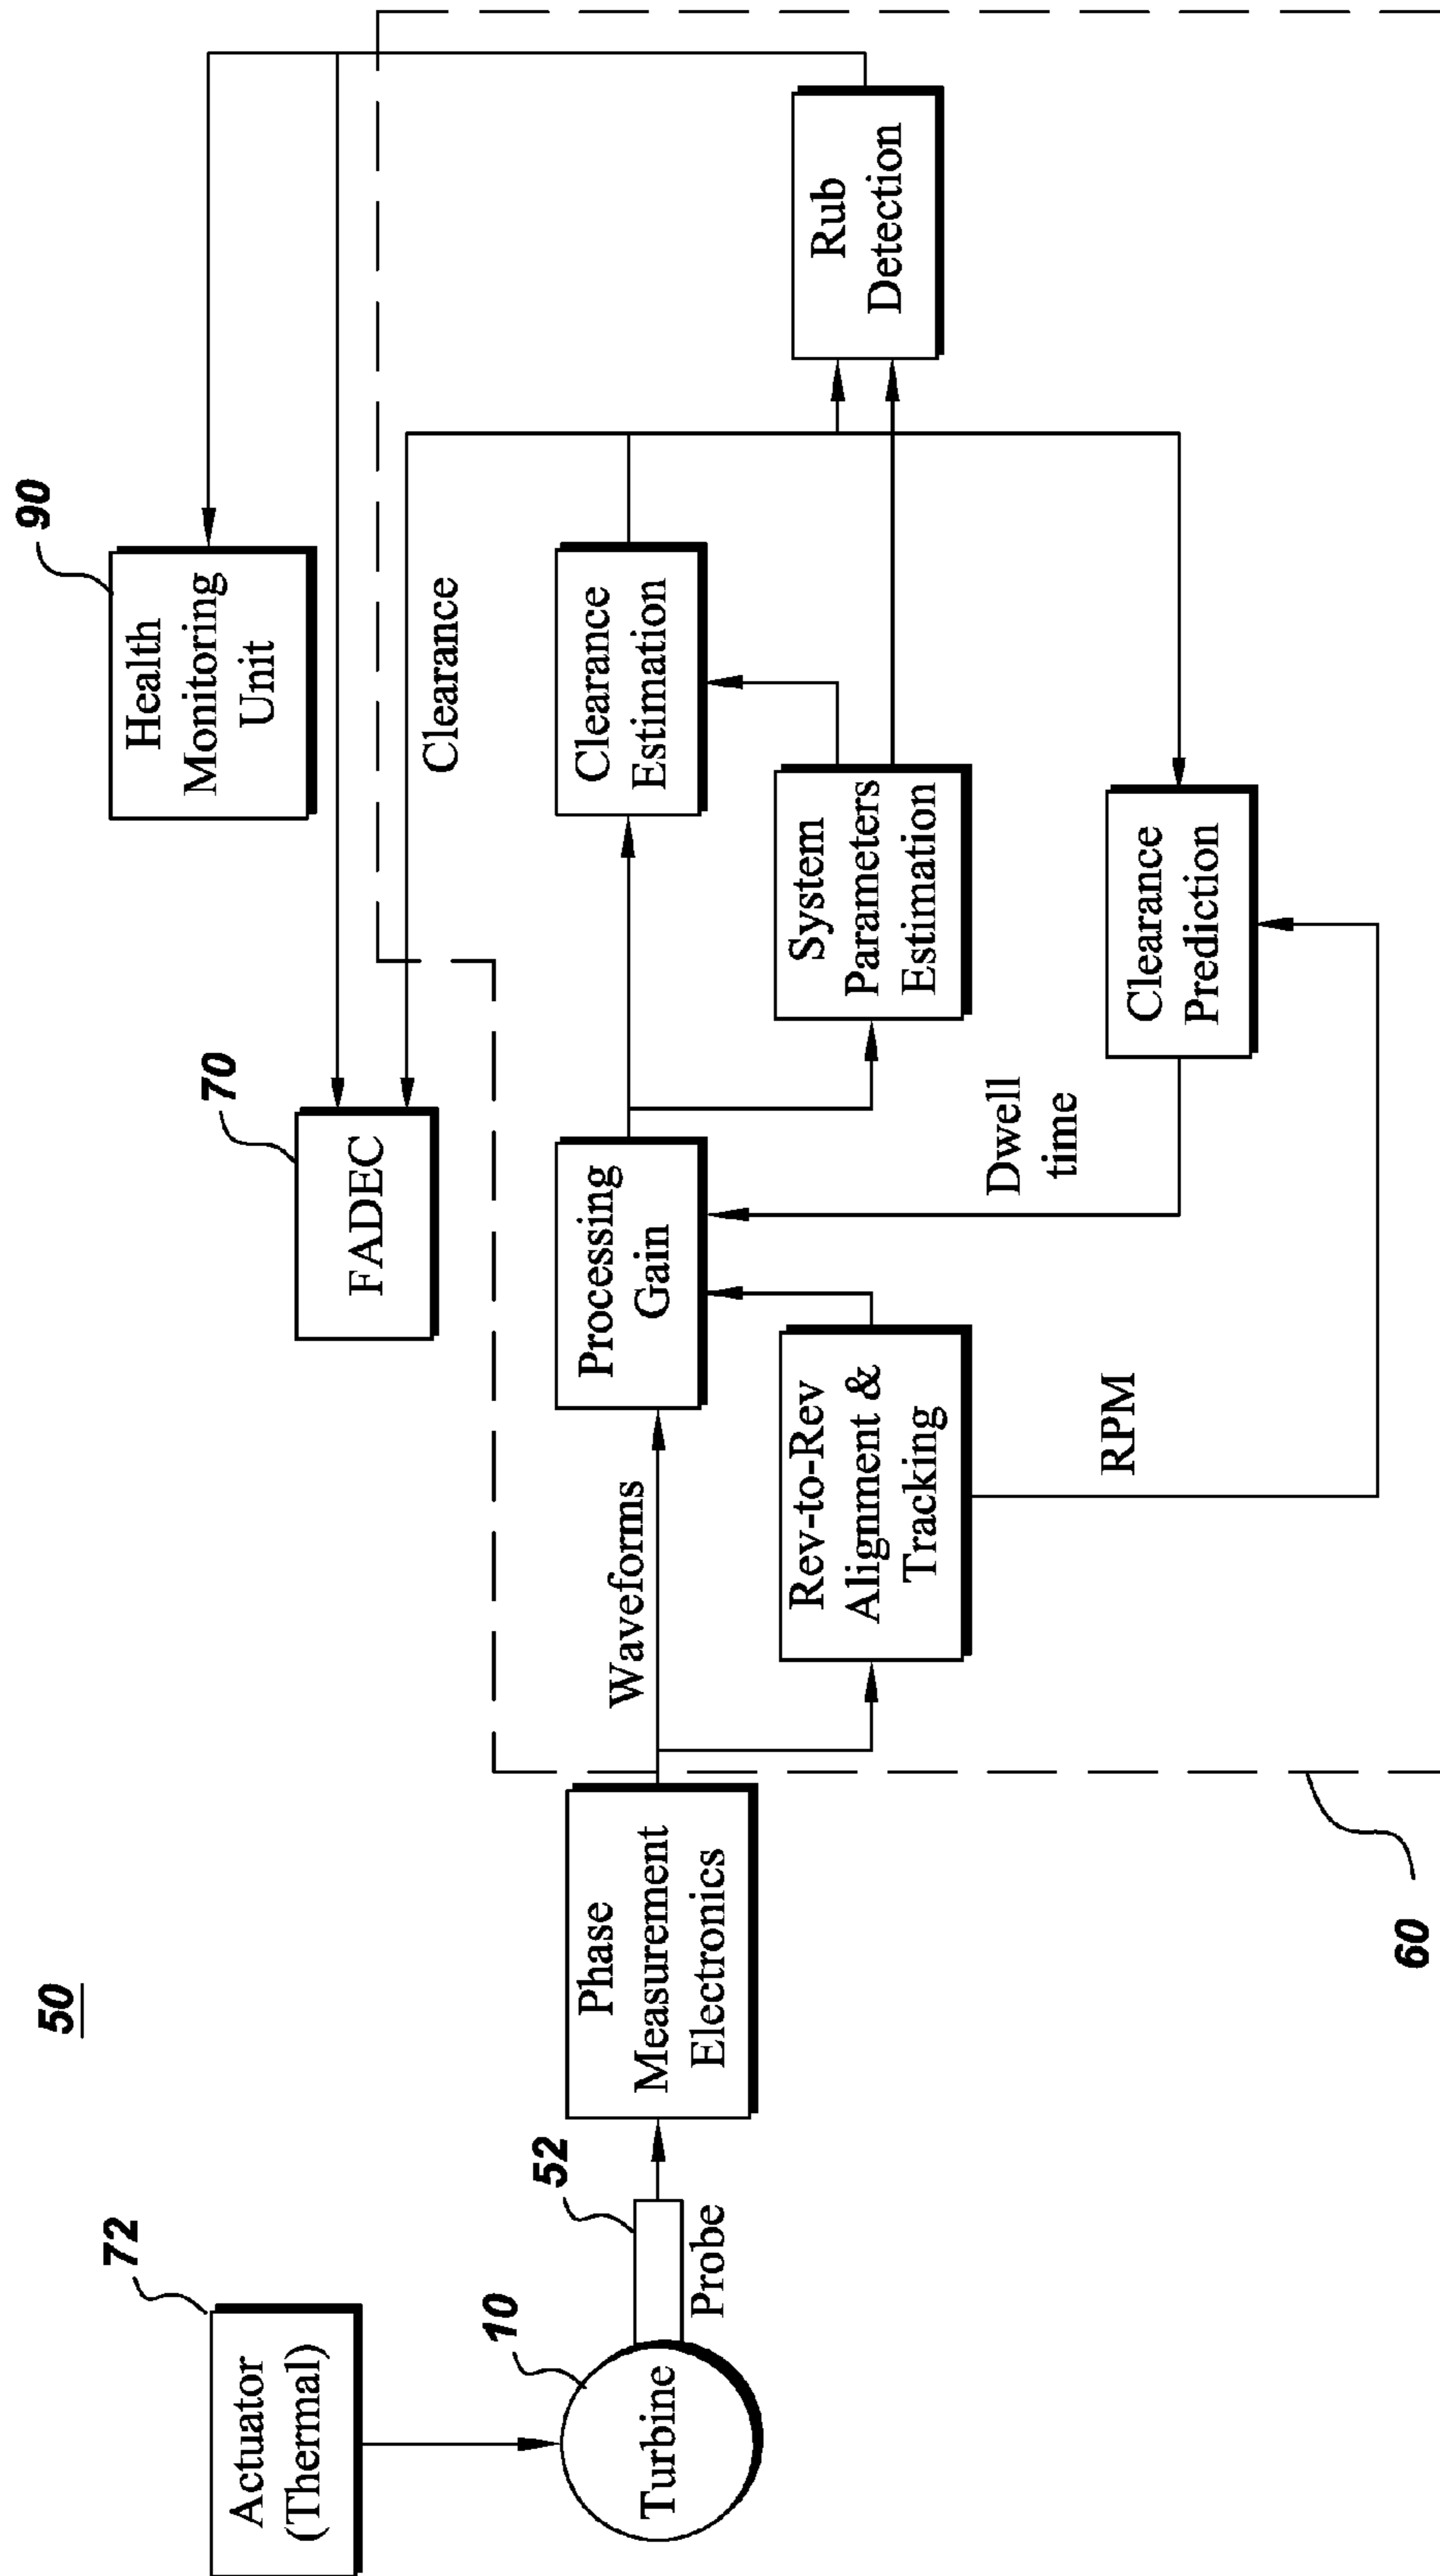 50
90
Health
Monitoring
Unit
70
FADEC
72
Actuator
(Thermal)
Clearance
10
Turbine
52
Probe
Phase
Measurement
Electronics
Waveforms
Processing
Gain
Clearance
Estimation
Rev-to-Rev
Alignment &
Tracking
System
Parameters
Estimation
Rub
Detection
Dwell
time
RPM
Clearance
Prediction
60